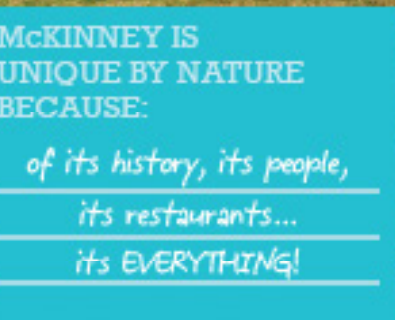 McKINNEY IS
UNIQUE BY NATURE
BECAUSE:
of its history, its people,
its restaurants...
its EVERYTHING!